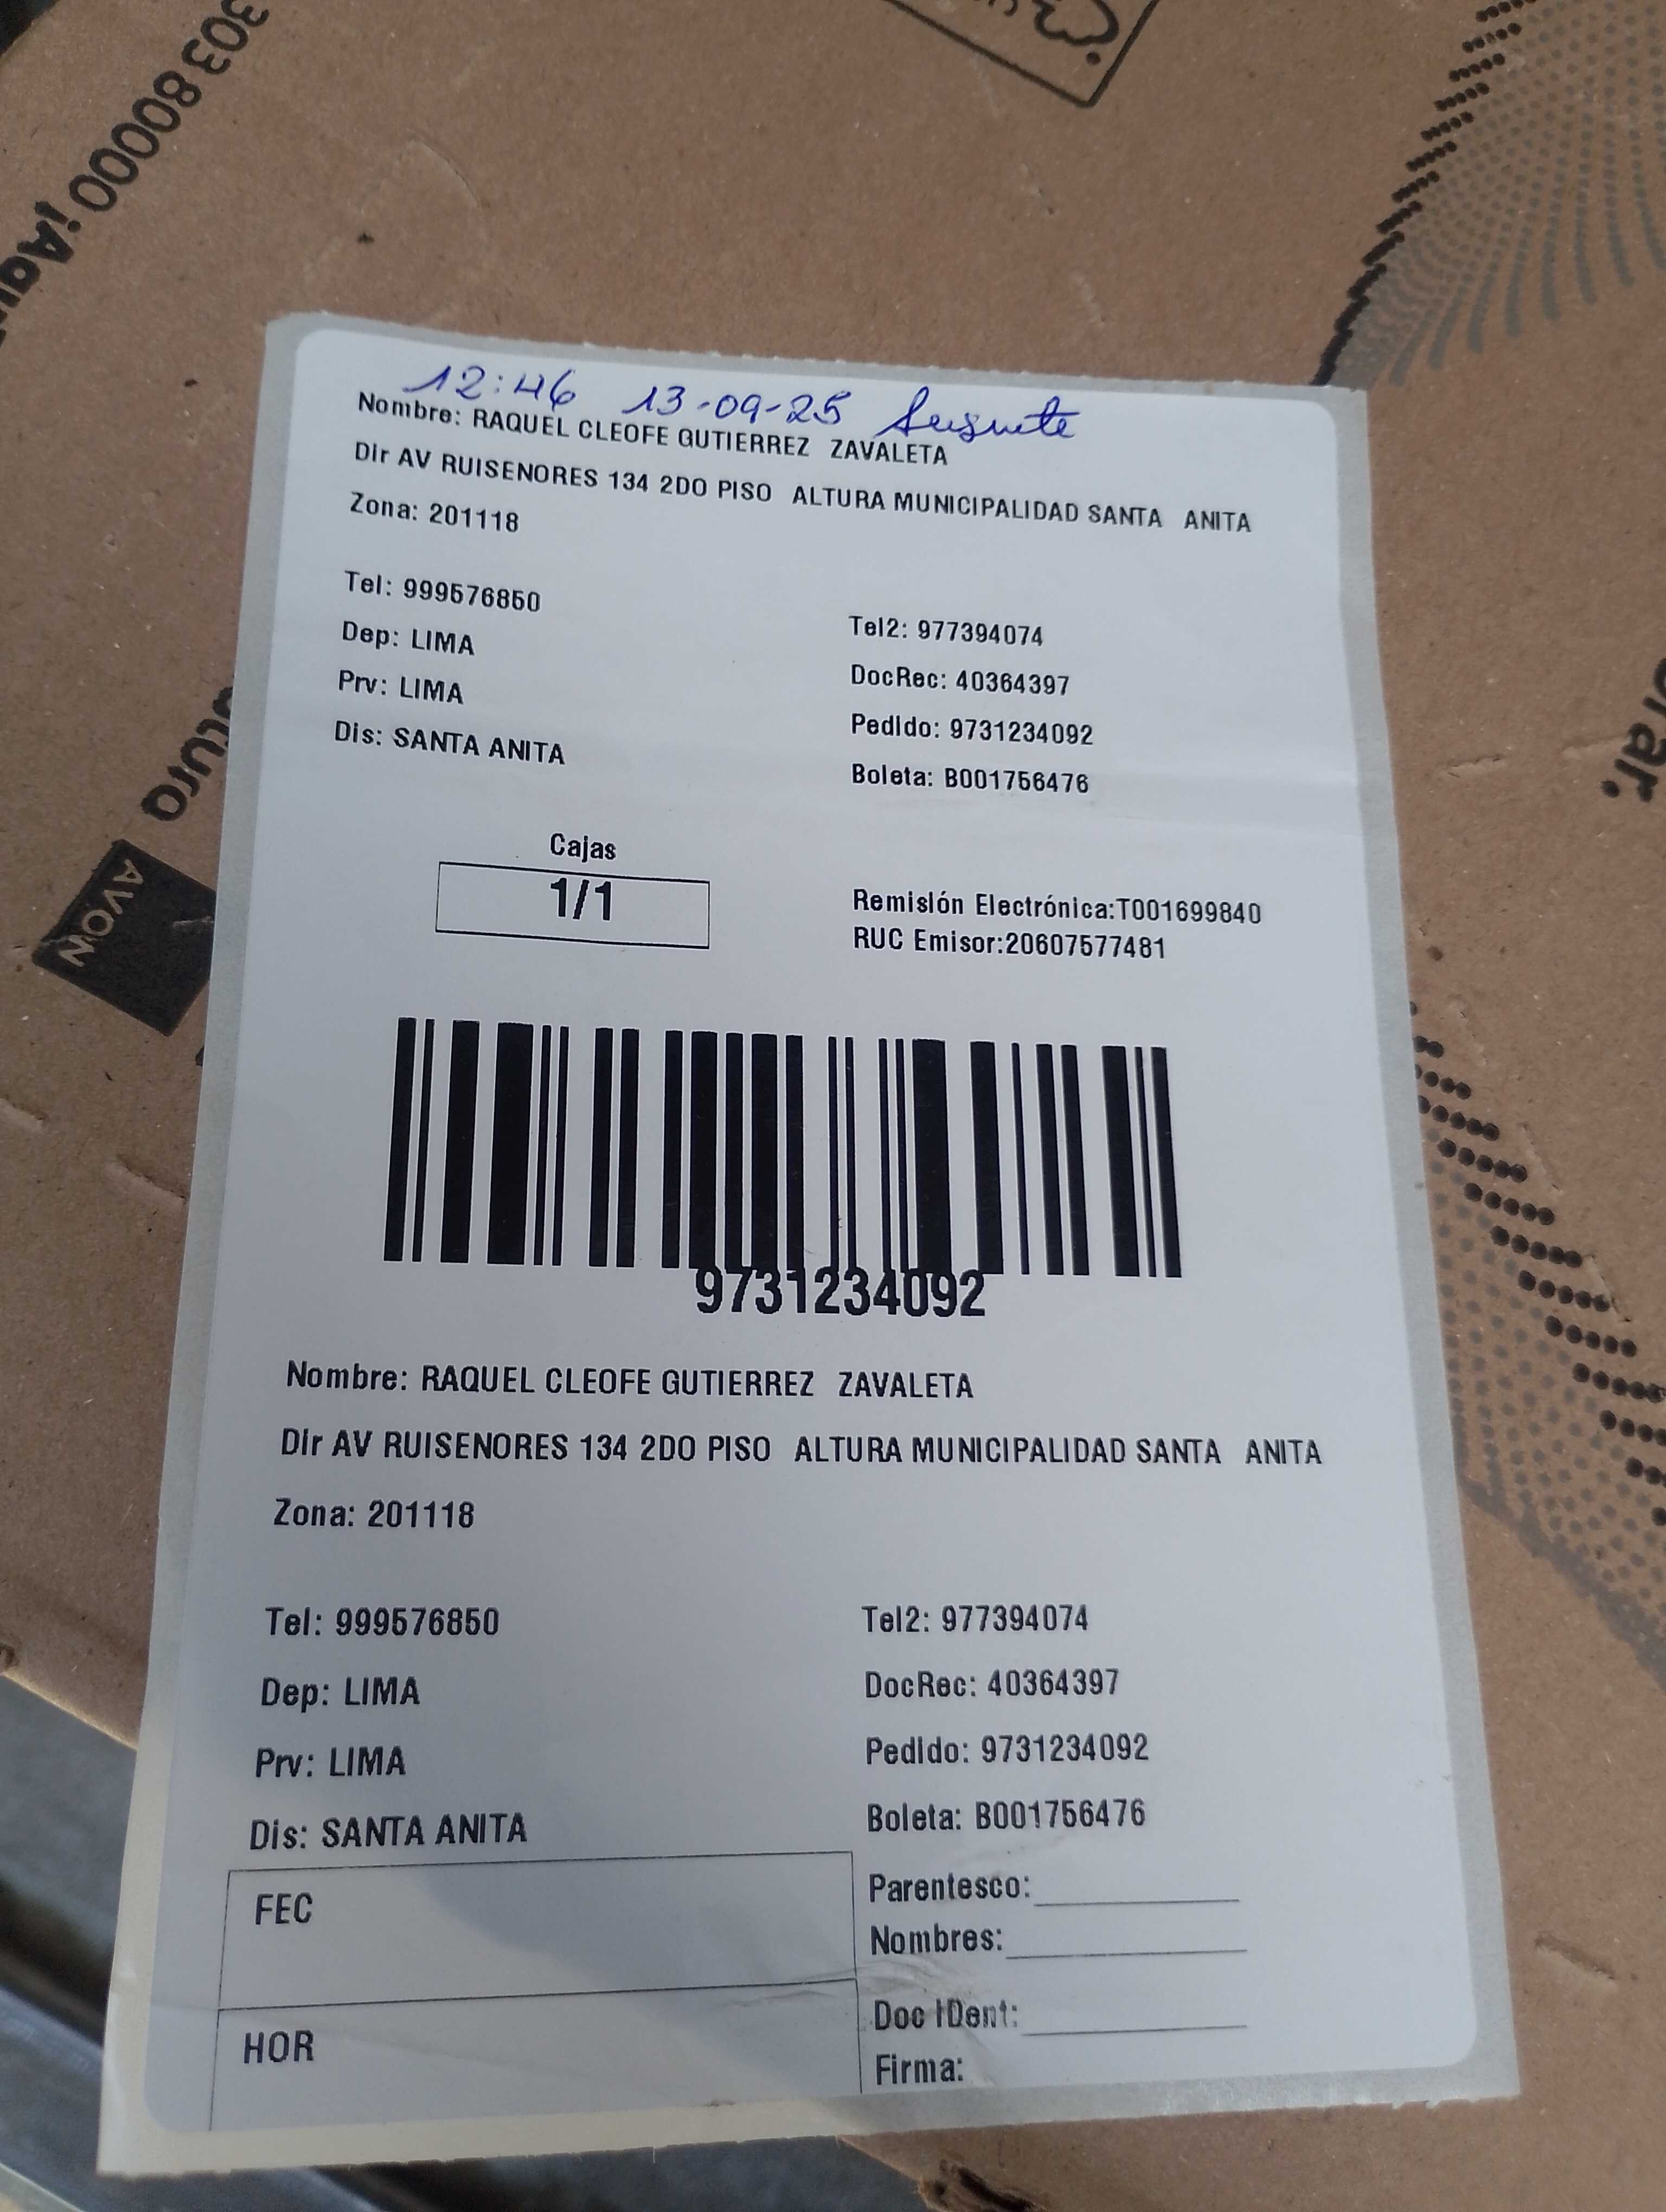 303 80000 ¡A
AVON
12:46 13-09-25
Nombre: RAQUEL CLEOFE GUTIERREZ ZAVALETA
Dir AV RUISENORES 134 2DO PISO ALTURA MUNICIPALIDAD SANTA ANITA
Zona: 201118
Tel: 999576850
Tel2: 977394074
Dep: LIMA
DocRec: 40364397
Prv: LIMA
Pedido: 9731234092
Dis: SANTA ANITA
Boleta: B001756476
Cajas
1/1
Remisión Electrónica:T001699840
RUC Emisor:20607577481
9731234092
Nombre: RAQUEL CLEOFE GUTIERREZ ZAVALETA
Dir AV RUISENORES 134 2DO PISO ALTURA MUNICIPALIDAD SANTA ANITA
Zona: 201118
Tel: 999576850
Tel2: 977394074
Dep: LIMA
DocRec: 40364397
Prv: LIMA
Pedido: 9731234092
Dis: SANTA ANITA
Boleta: B001756476
FEC
Parentesco:
Nombres:
HOR
Doc IDent:
Firma: